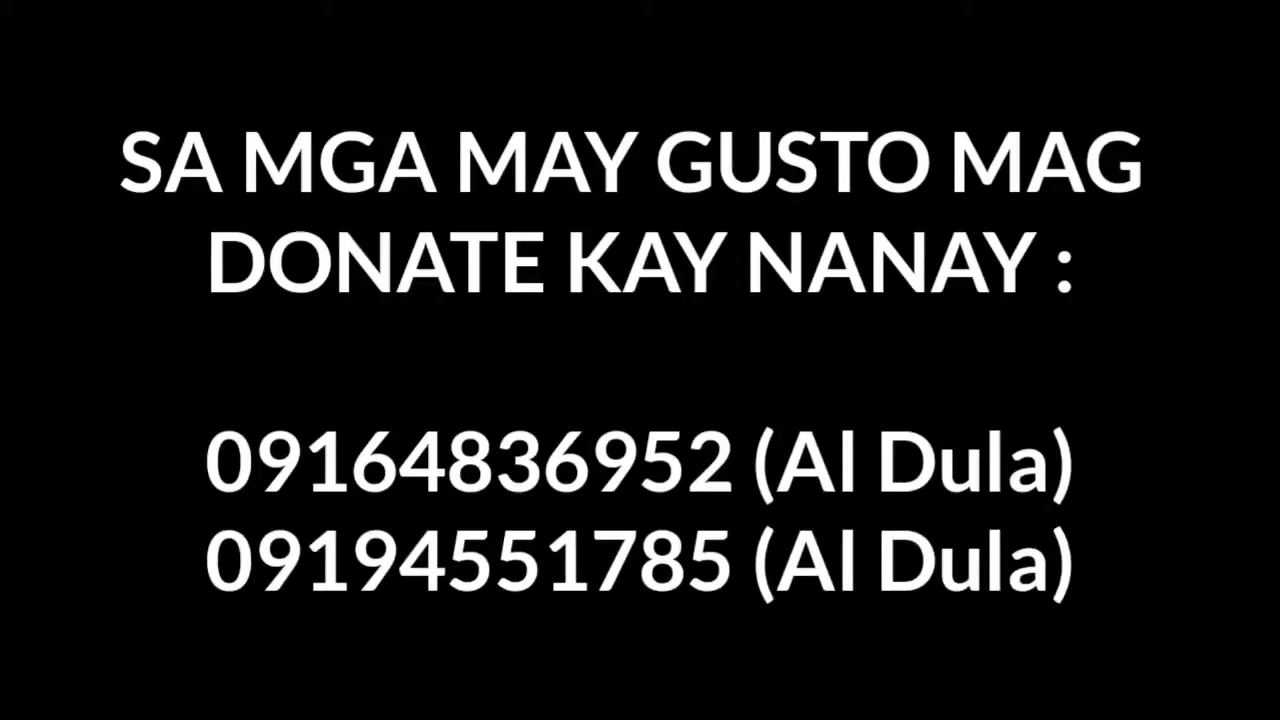 SA MGA MAY GUSTO MAG
DONATE KAY NANAY :
09164836952 (Al Dula)
09194551785 (Al Dula)